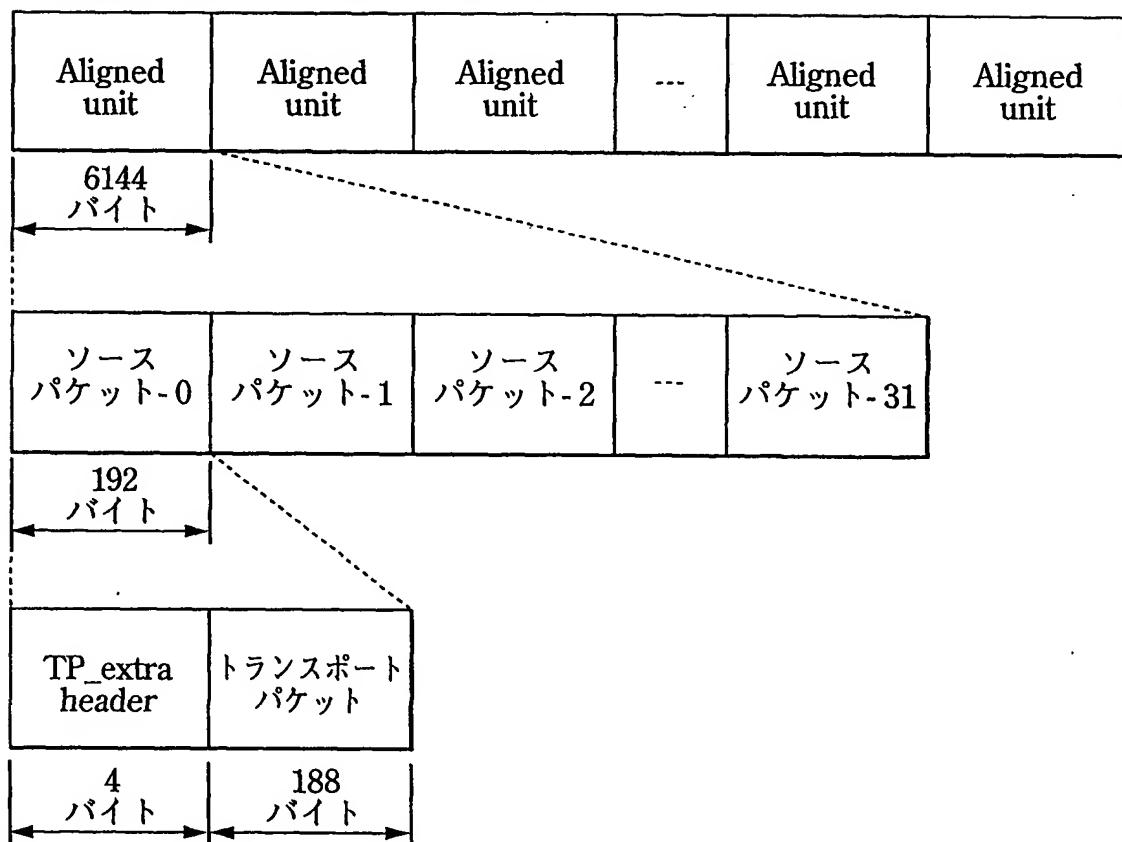 Aligned
unit
Aligned
unit
Aligned
unit
---
Aligned
unit
Aligned
unit
6144
バイト
ソース
パケット-0
ソース
パケット-1
ソース
パケット-2
---
ソース
パケット-31
192
バイト
TP_extra
header
トランスポート
パケット
4
バイト
188
バイト